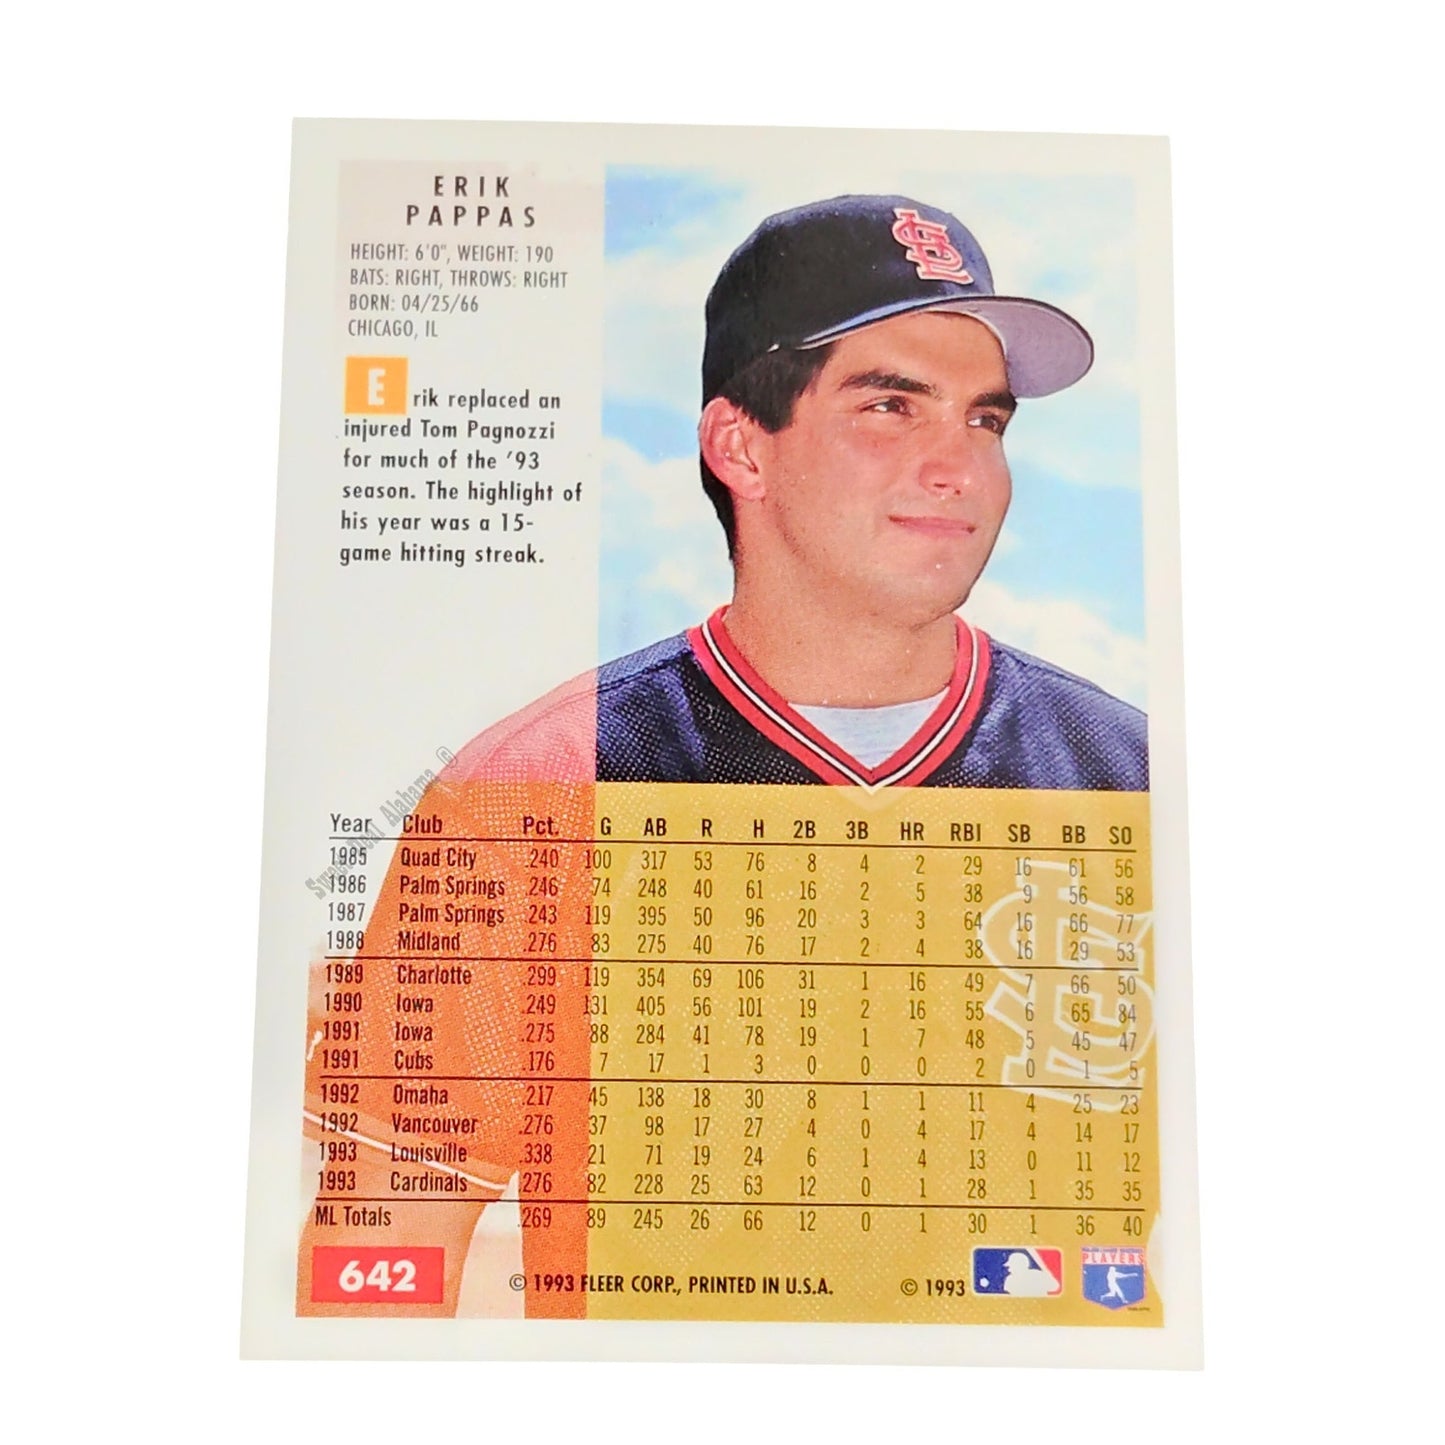 ERIK
PAPPAS
HEIGHT: 6'0", WEIGHT: 190
BATS: RIGHT, THROWS: RIGHT
BORN: 04/25/66
CHICAGO, IL
Erik replaced an
injured Tom Pagnozzi
for much of the '93
season. The highlight of
his year was a 15-
game hitting streak.
Sweet Deal Alabama ©
Year Club Pct. G AB R H 2B 3B HR RBI SB BB SO
1985 Quad City .240 100 317 53 76 8 4 2 29 16 61 56
1986 Palm Springs .246 74 248 40 61 16 2 5 38 9 56 58
1987 Palm Springs .243 119 395 50 96 20 3 3 64 16 66 77
1988 Midland .276 83 275 40 76 17 2 4 38 16 29 53
1989 Charlotte .299 119 354 69 106 31 1 16 49 7 66 50
1990 Iowa .249 131 405 56 101 19 2 16 55 6 65 84
1991 Iowa .275 88 284 41 78 19 1 7 48 5 45 47
1991 Cubs .176 7 17 1 3 0 0 0 2 0 1 5
1992 Omaha .217 45 138 18 30 8 1 1 11 4 25 23
1992 Vancouver .276 37 98 17 27 4 0 4 17 4 14 17
1993 Louisville .338 21 71 19 24 6 1 4 13 0 11 12
1993 Cardinals .276 82 228 25 63 12 0 1 28 1 35 35
ML Totals .269 89 245 26 66 12 0 1 30 1 36 40
642
© 1993 FLEER CORP., PRINTED IN U.S.A.
© 1993
MAJOR LEAGUE BASEBALL
PLAYERS
StL
StL